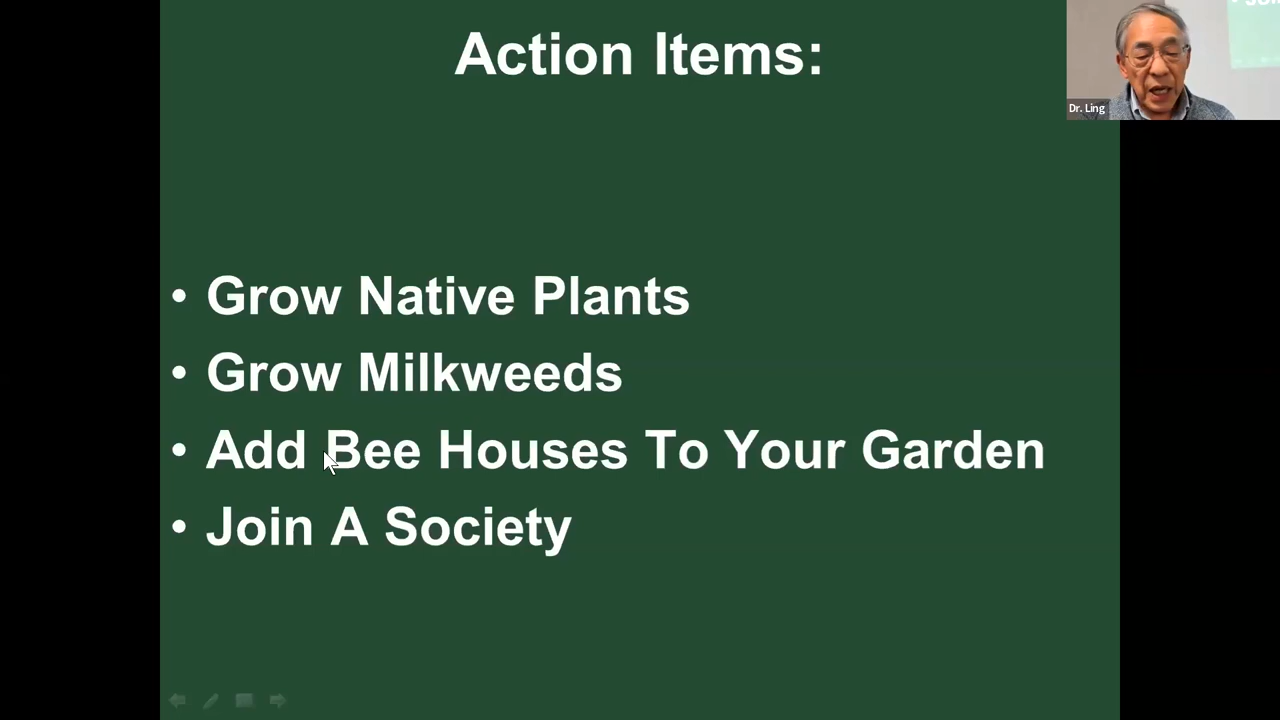 Action Items:
Dr. Ling
• Grow Native Plants
• Grow Milkweeds
• Add Bee Houses To Your Garden
• Join A Society